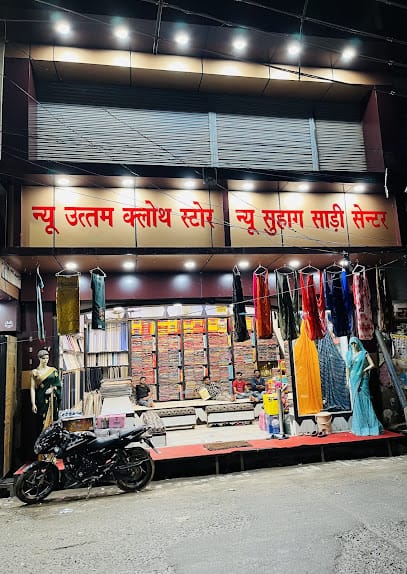 न्यू उत्तम क्लोथ स्टोर
न्यू सुहाग साड़ी सेन्टर